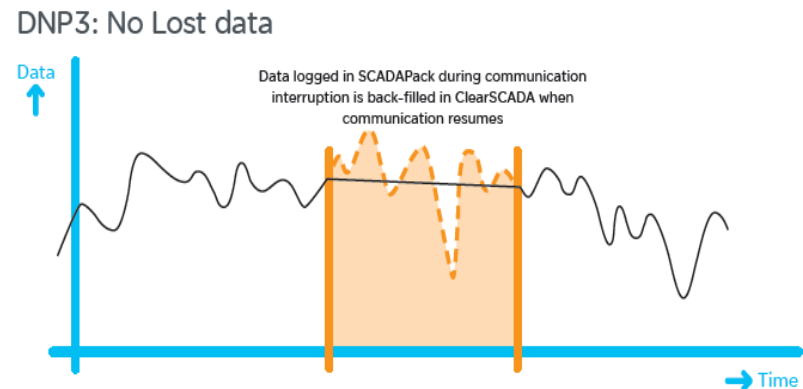 DNP3: No Lost data
Data
Data logged in SCADAPack during communication
interruption is back-filled in ClearSCADA when
communication resumes
Time